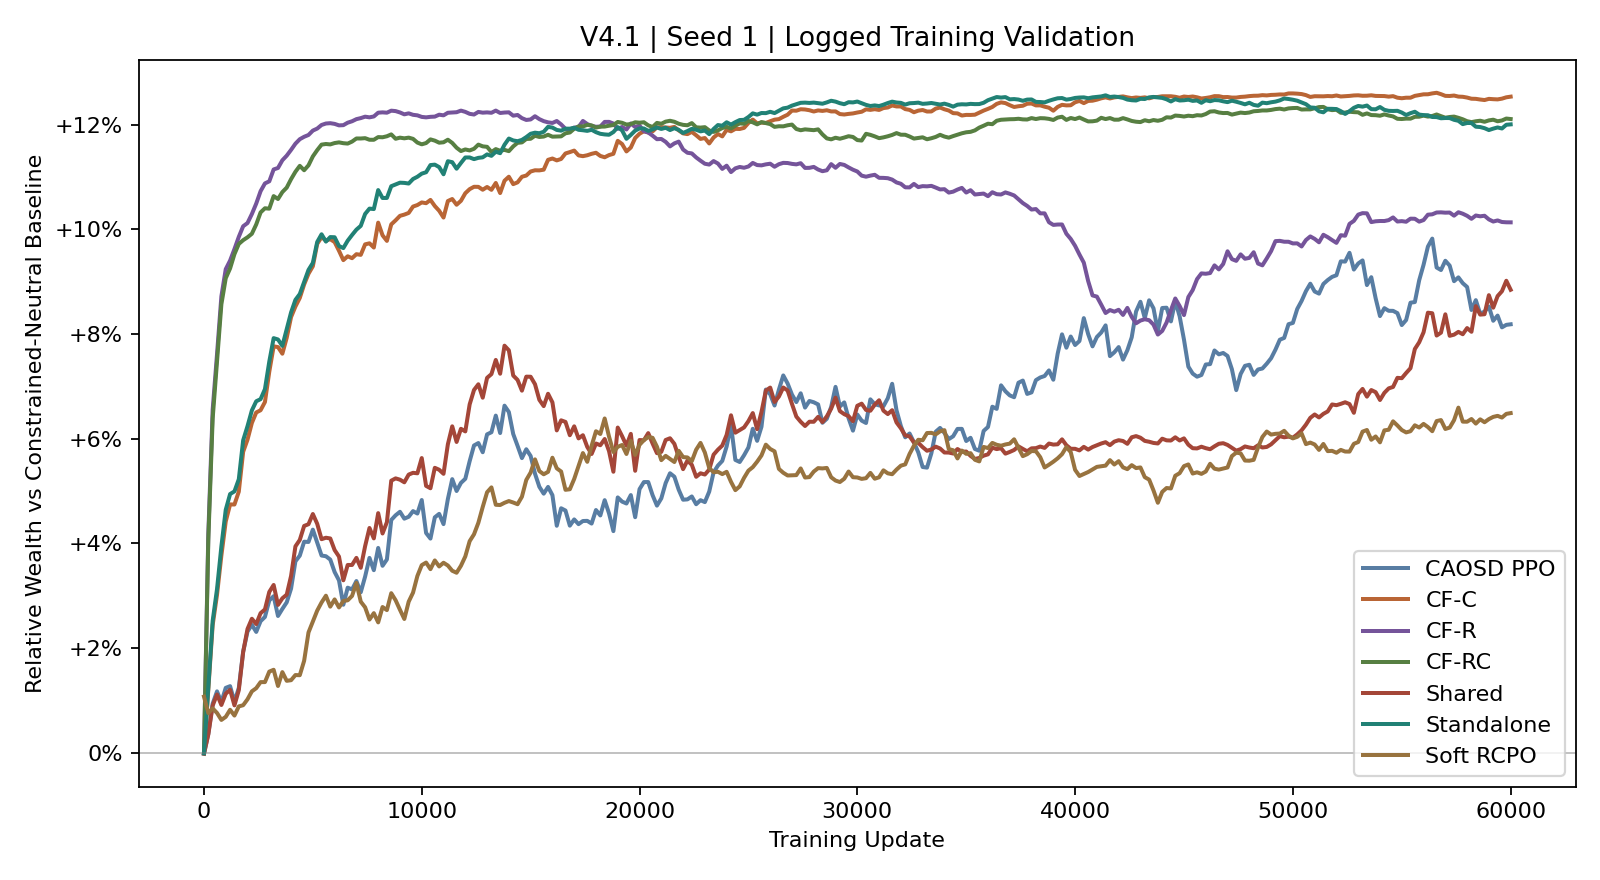 V4.1 | Seed 1 | Logged Training Validation
Relative Wealth vs Constrained-Neutral Baseline
+12%
+10%
+8%
+6%
+4%
+2%
0%
CAOSD PPO
CF-C
CF-R
CF-RC
Shared
Standalone
Soft RCPO
0
10000
20000
30000
40000
50000
60000
Training Update